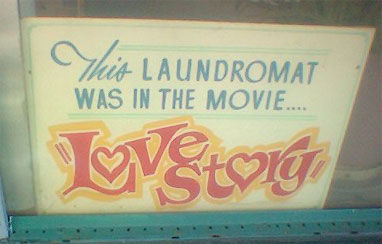 This LAUNDROMAT
WAS IN THE MOVIE....
"Love
Story"